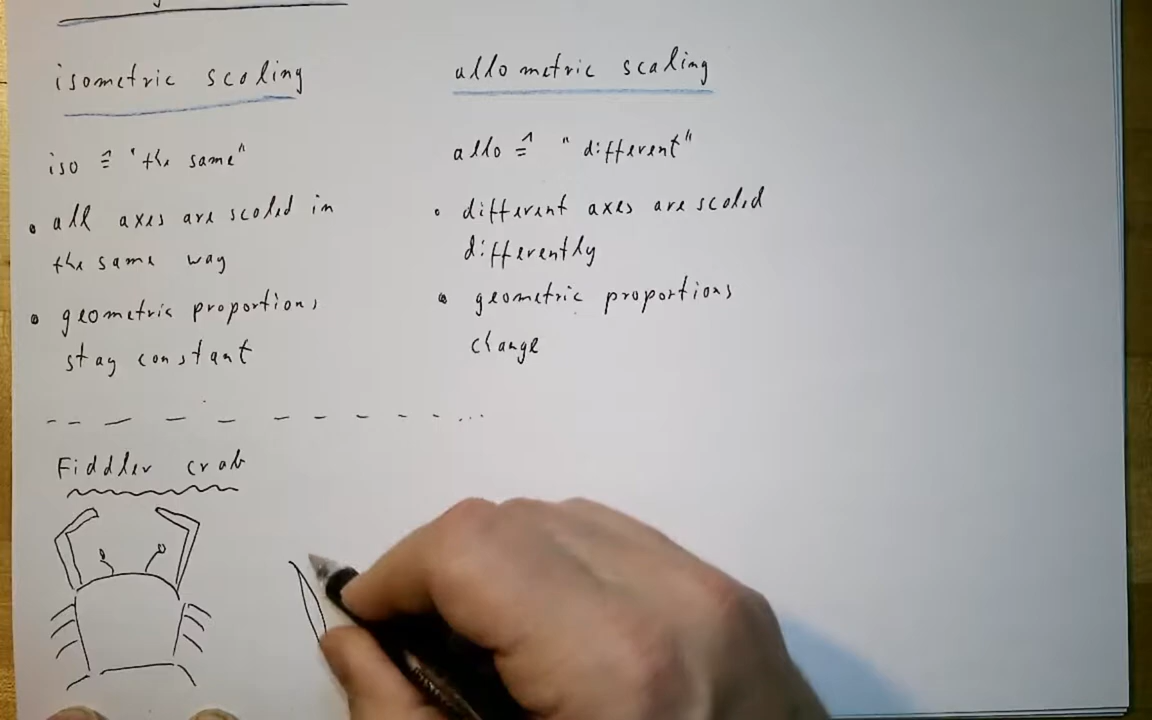 isometric scaling
iso ≙ "the same"
• all axes are scaled in
the same way
• geometric proportions
stay constant
allometric scaling
allo ≙ "different"
• different axes are scaled
differently
• geometric proportions
change
Fiddler crab